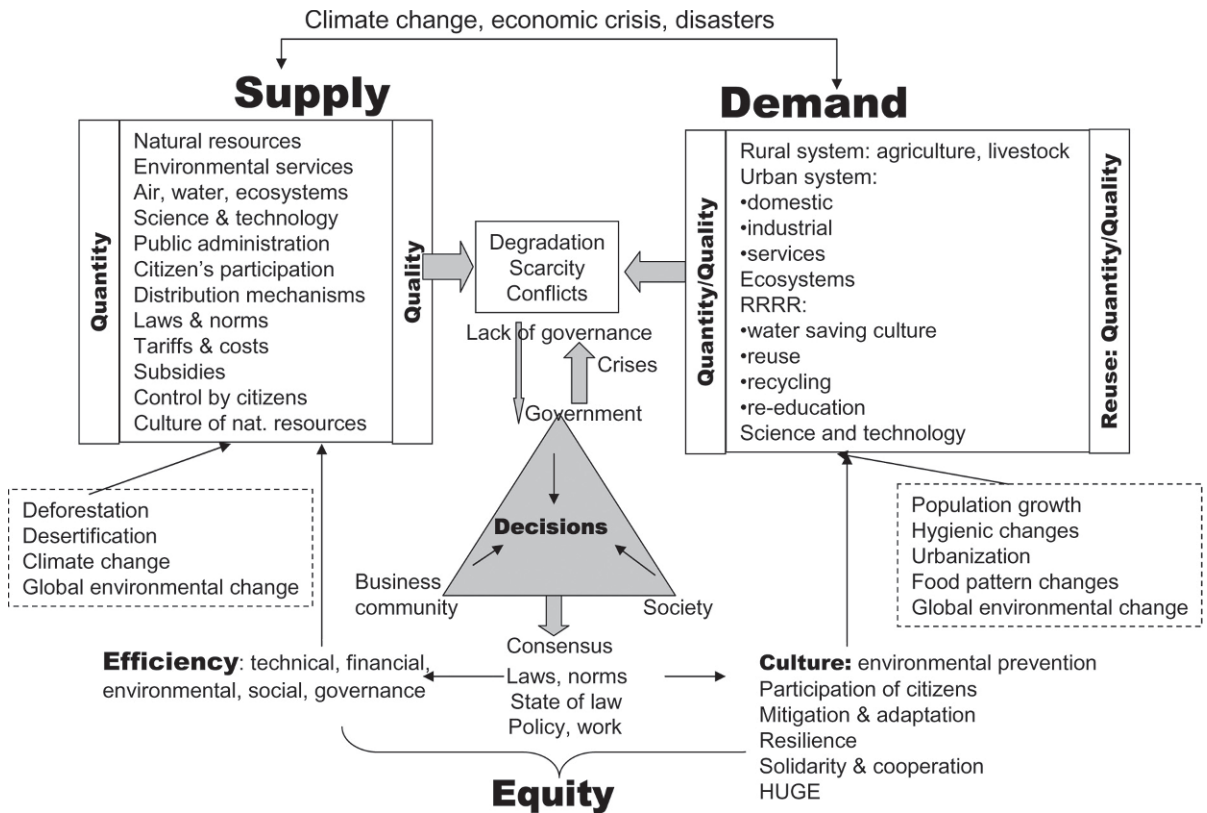 Climate change, economic crisis, disasters
Supply
Quantity
Natural resources
Environmental services
Air, water, ecosystems
Science & technology
Public administration
Citizen's participation
Distribution mechanisms
Laws & norms
Tariffs & costs
Subsidies
Control by citizens
Culture of nat. resources
Quality
Degradation
Scarcity
Conflicts
Lack of governance
Crises
Demand
Quantity/Quality
Rural system: agriculture, livestock
Urban system:
•domestic
•industrial
•services
Ecosystems
RRRR:
•water saving culture
•reuse
•recycling
•re-education
Science and technology
Reuse: Quantity/Quality
Deforestation
Desertification
Climate change
Global environmental change
Government
Decisions
Business
community
Society
Population growth
Hygienic changes
Urbanization
Food pattern changes
Global environmental change
Efficiency: technical, financial,
environmental, social, governance
Consensus
Laws, norms
State of law
Policy, work
Culture: environmental prevention
Participation of citizens
Mitigation & adaptation
Resilience
Solidarity & cooperation
HUGE
Equity